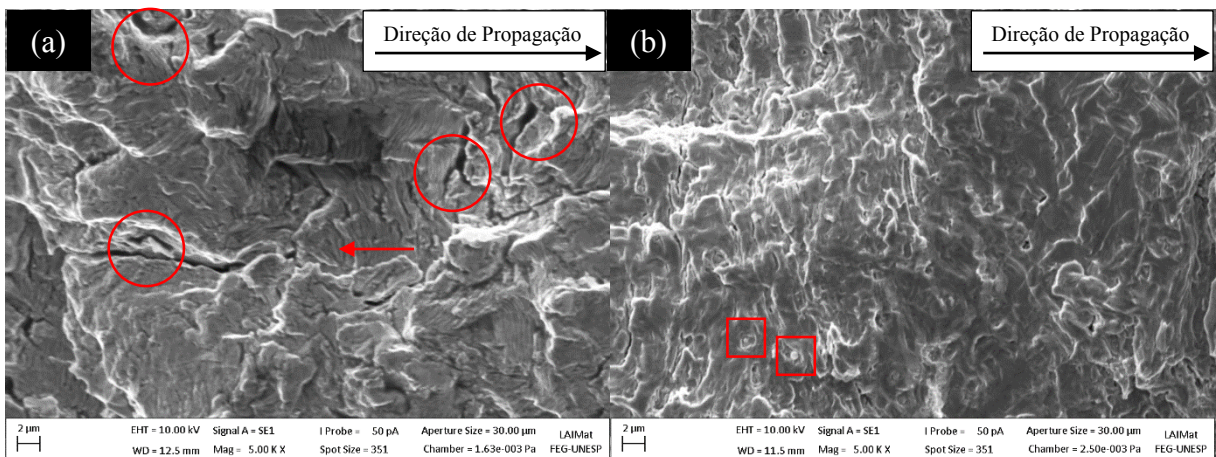 (a)
Direção de Propagação
(b)
Direção de Propagação
2 µm
EHT = 10.00 kV Signal A = SE1 I Probe = 50 pA Aperture Size = 30.00 µm LAIMat
WD = 12.5 mm Mag = 5.00 K X Spot Size = 351 Chamber = 1.63e-003 Pa FEG-UNESP
2 µm
EHT = 10.00 kV Signal A = SE1 I Probe = 50 pA Aperture Size = 30.00 µm LAIMat
WD = 11.5 mm Mag = 5.00 K X Spot Size = 351 Chamber = 2.50e-003 Pa FEG-UNESP